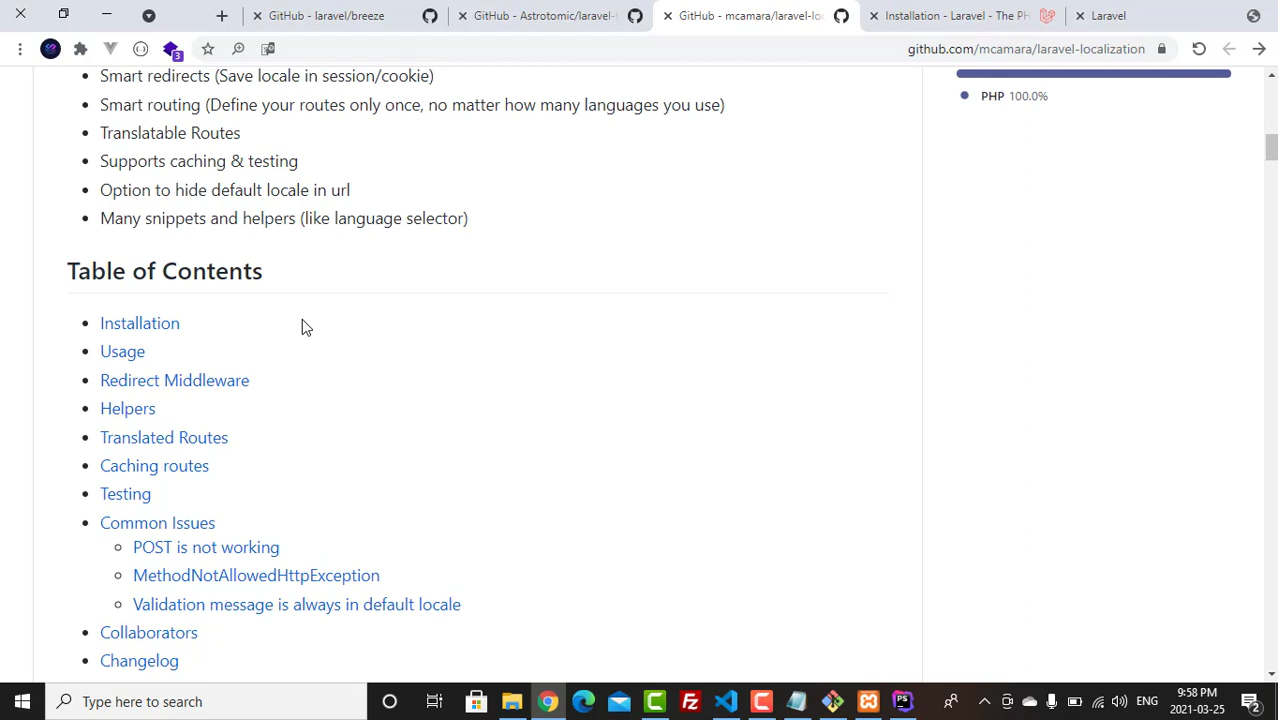 GitHub - laravel/breeze
GitHub - Astrotomic/laravel-t
GitHub - mcamara/laravel-loc
Installation - Laravel - The PH
Laravel
3
github.com/mcamara/laravel-localization
Smart redirects (Save locale in session/cookie)
Smart routing (Define your routes only once, no matter how many languages you use)
Translatable Routes
Supports caching & testing
Option to hide default locale in url
Many snippets and helpers (like language selector)
PHP 100.0%
Table of Contents
Installation
Usage
Redirect Middleware
Helpers
Translated Routes
Caching routes
Testing
Common Issues
POST is not working
MethodNotAllowedHttpException
Validation message is always in default locale
Collaborators
Changelog
Type here to search
ENG
9:58 PM
2021-03-25
2